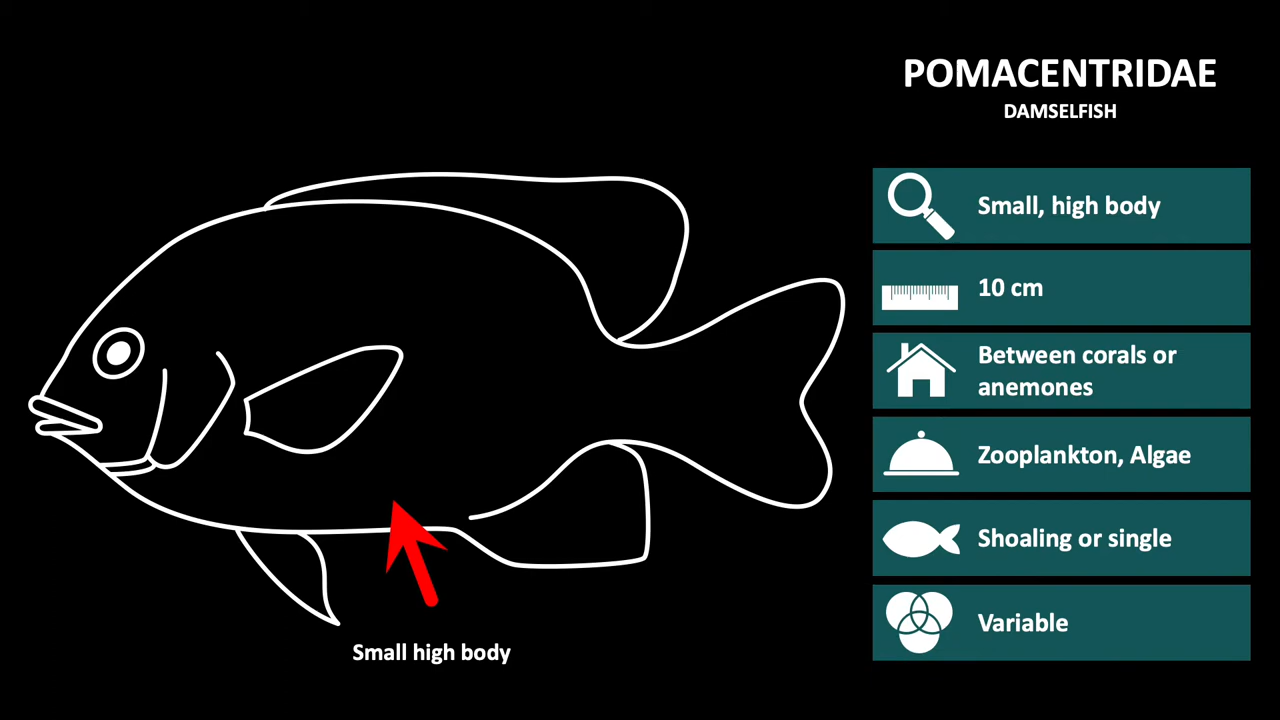 POMACENTRIDAE
DAMSELFISH
Small, high body
10 cm
Between corals or
anemones
Zooplankton, Algae
Shoaling or single
Variable
Small high body